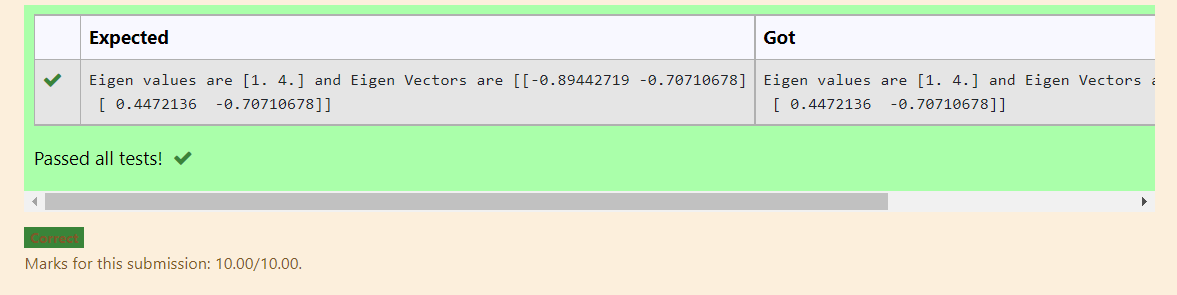 Expected Got
Eigen values are [1. 4.] and Eigen Vectors are [[-0.89442719 -0.70710678] Eigen values are [1. 4.] and Eigen Vectors a
[ 0.4472136  -0.70710678]] [ 0.4472136  -0.70710678]]
Passed all tests!
Correct
Marks for this submission: 10.00/10.00.